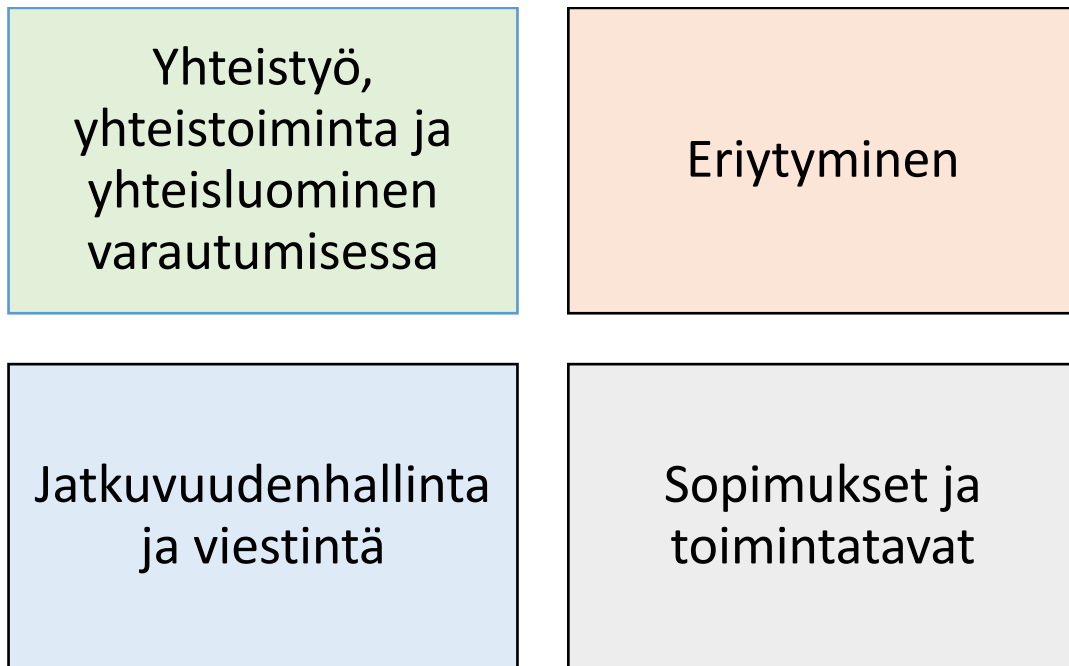 Yhteistyö,
yhteistoiminta ja
yhteisluominen
varautumisessa
Eriytyminen
Jatkuvuudenhallinta
ja viestintä
Sopimukset ja
toimintatavat